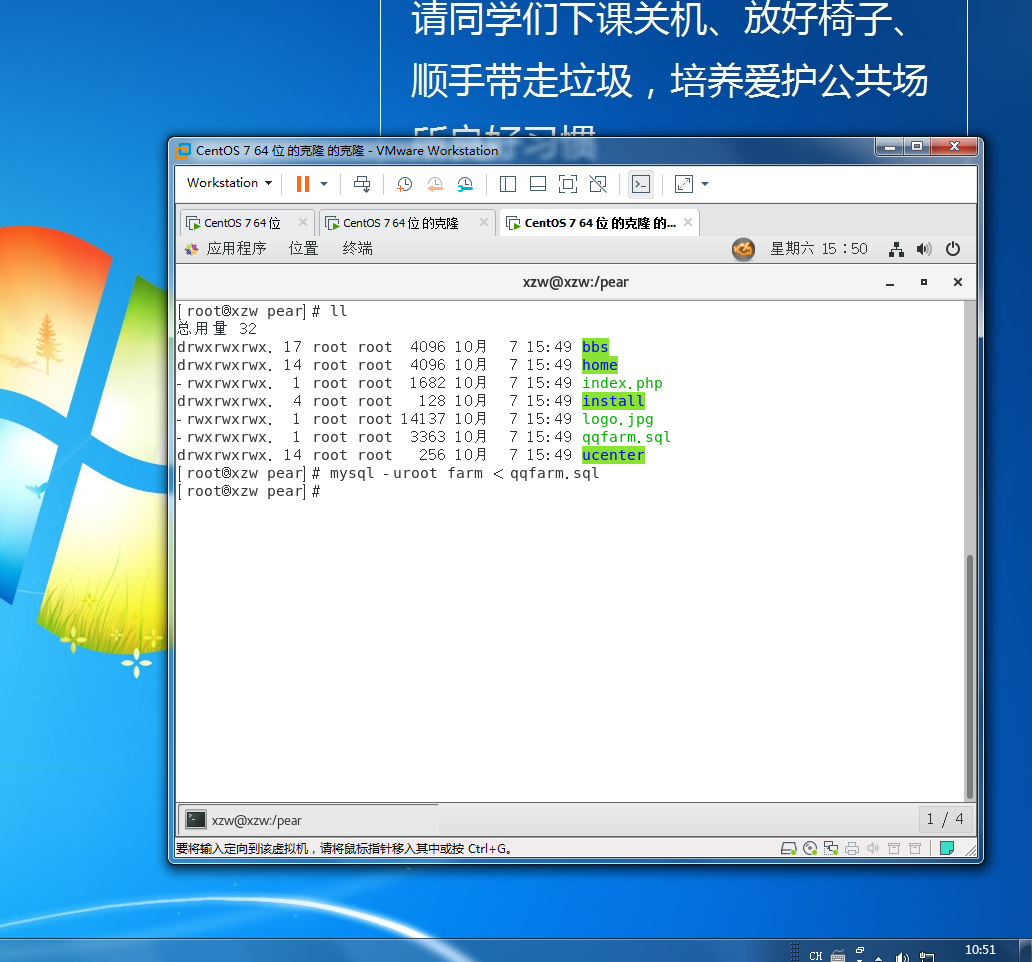 请同学们下课关机、放好椅子、
顺手带走垃圾，培养爱护公共场
所良好习惯
CentOS 7 64 位 的克隆 的克隆 - VMware Workstation
Workstation
CentOS 7 64 位
CentOS 7 64 位 的克隆
CentOS 7 64 位 的克隆 的...
应用程序 位置 终端 星期六 15：50
xzw@xzw:/pear
[root@xzw pear]# ll
总用量 32
drwxrwxrwx. 17 root root 4096 10月 7 15:49 bbs
drwxrwxrwx. 14 root root 4096 10月 7 15:49 home
-rwxrwxrwx. 1 root root 1682 10月 7 15:49 index.php
drwxrwxrwx. 4 root root 128 10月 7 15:49 install
-rwxrwxrwx. 1 root root 14137 10月 7 15:49 logo.jpg
-rwxrwxrwx. 1 root root 3363 10月 7 15:49 qqfarm.sql
drwxrwxrwx. 14 root root 256 10月 7 15:49 ucenter
[root@xzw pear]# mysql -uroot farm < qqfarm.sql
[root@xzw pear]#
xzw@xzw:/pear
1 / 4
要将输入定向到该虚拟机，请将鼠标指针移入其中或按 Ctrl+G。
CH
10:51